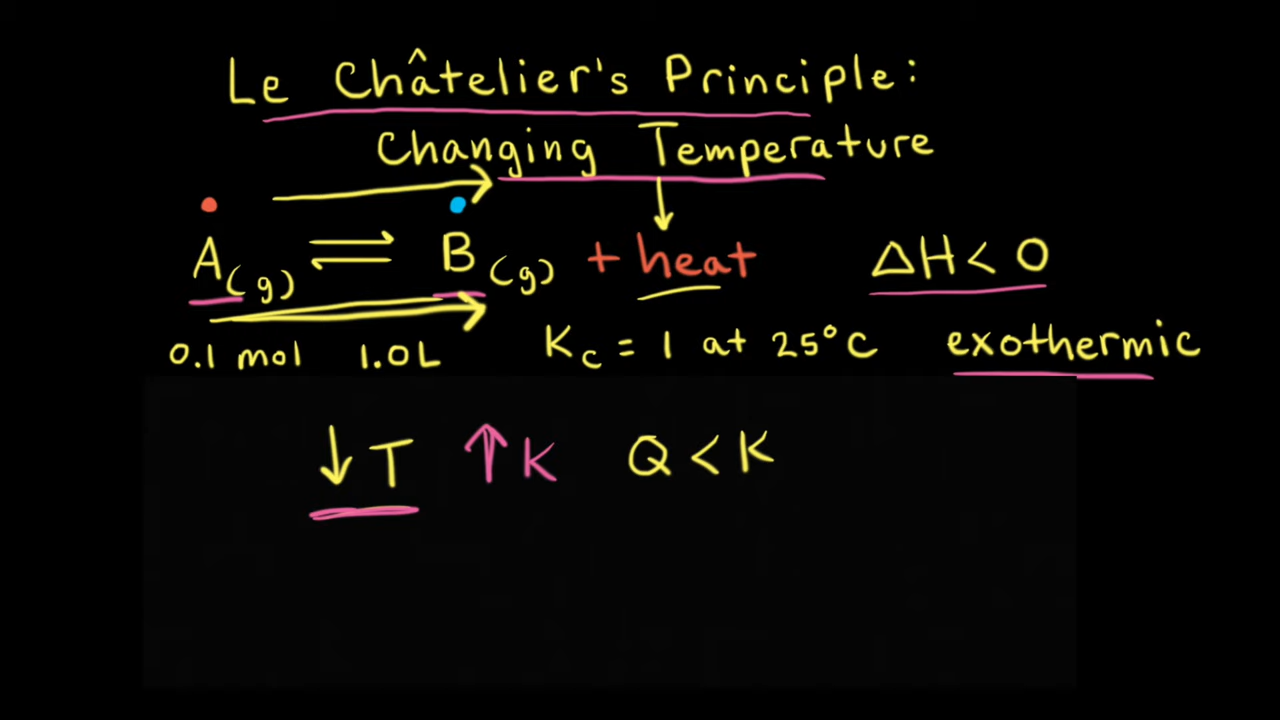 Le Châtelier's Principle:
Changing Temperature
A(g) ⇌ B(g) + heat ΔH < 0
0.1 mol 1.0L Kc = 1 at 25°C exothermic
↓T ↑K Q < K